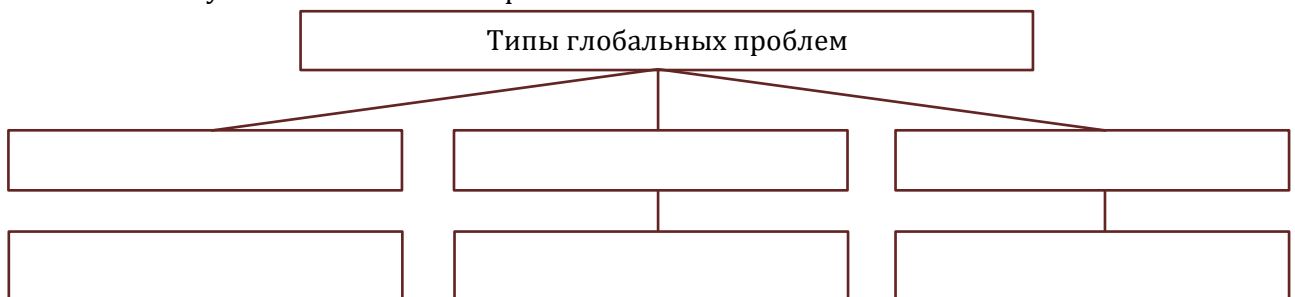 Типы глобальных проблем